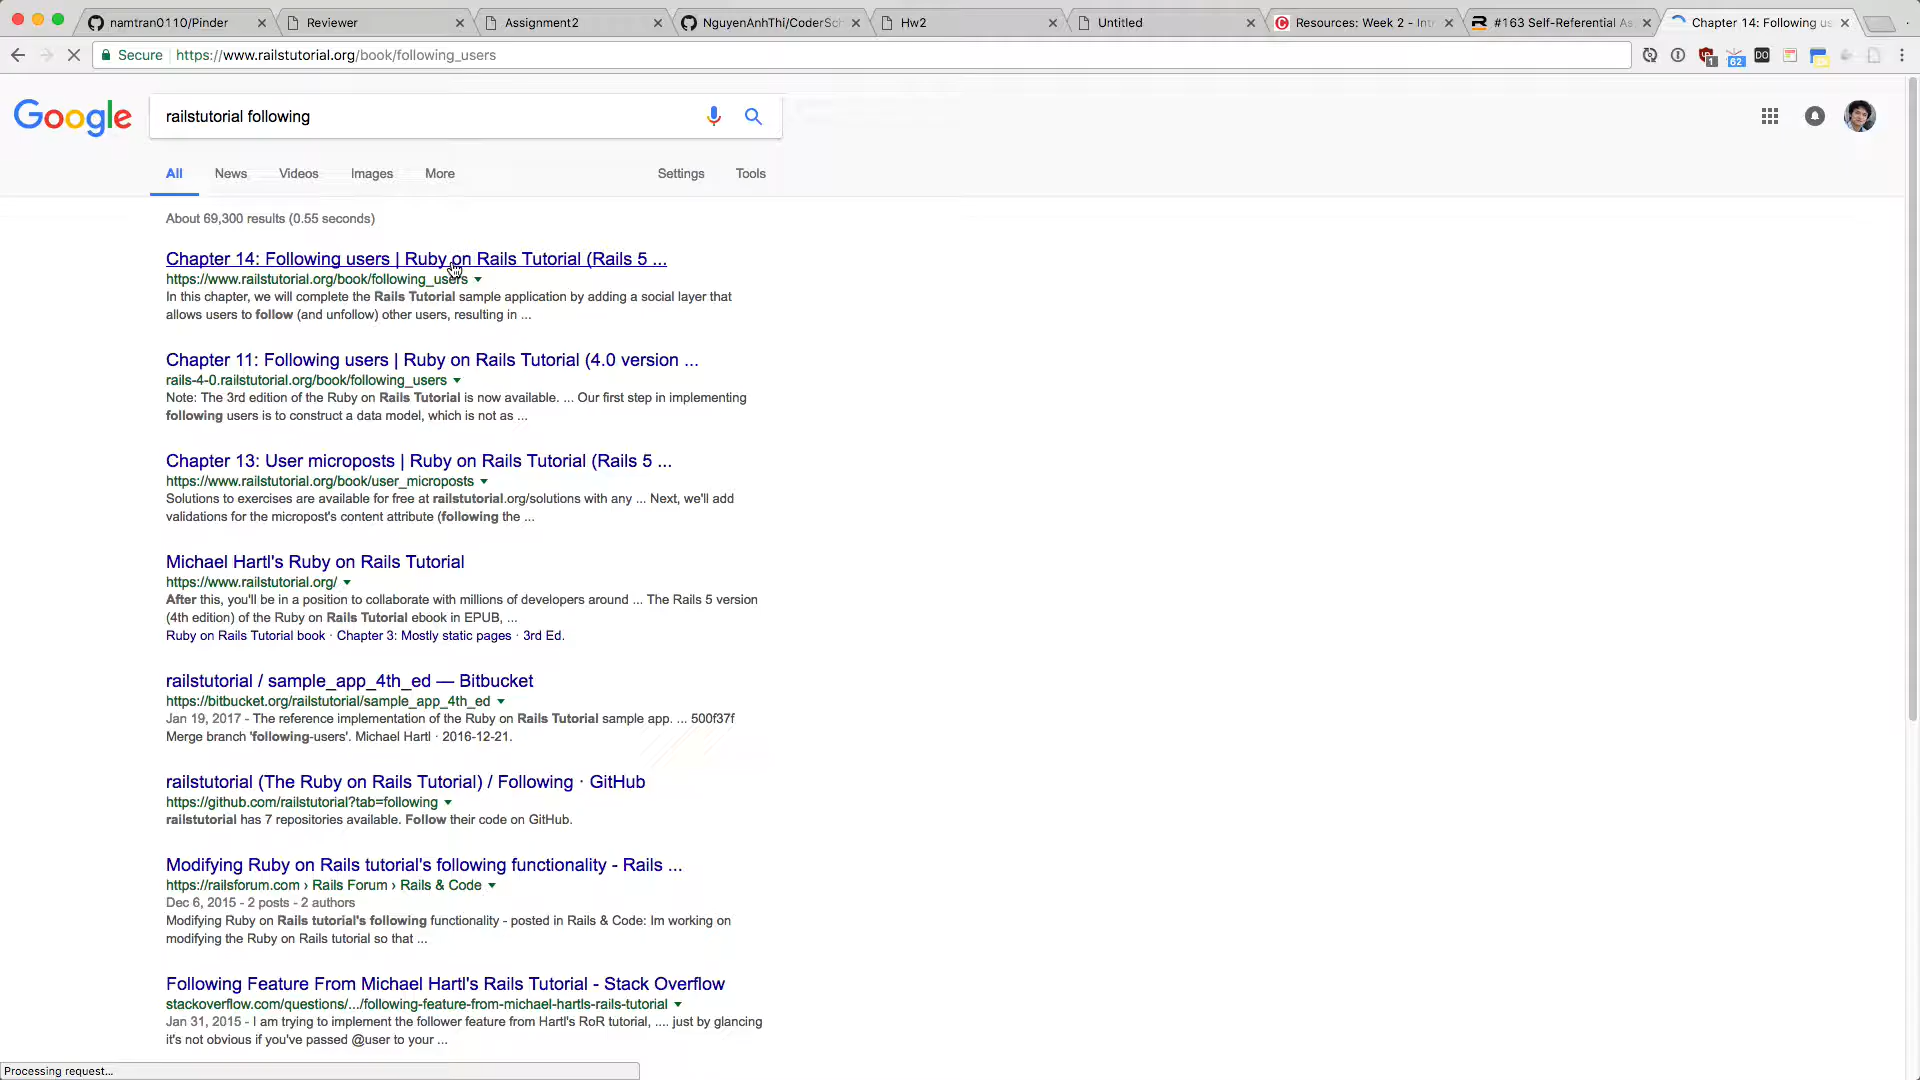 namtran0110/Pinder
Reviewer
Assignment2
NguyenAnhThi/CoderSch
Hw2
Untitled
Resources: Week 2 - Int
#163 Self-Referential As
Chapter 14: Following us
Secure
https://www.railstutorial.org/book/following_users
1
62
DO
Google
railstutorial following
All
News
Videos
Images
More
Settings
Tools
About 69,300 results (0.55 seconds)
Chapter 14: Following users | Ruby on Rails Tutorial (Rails 5 ...
https://www.railstutorial.org/book/following_users
In this chapter, we will complete the Rails Tutorial sample application by adding a social layer that
allows users to follow (and unfollow) other users, resulting in ...
Chapter 11: Following users | Ruby on Rails Tutorial (4.0 version ...
rails-4-0.railstutorial.org/book/following_users
Note: The 3rd edition of the Ruby on Rails Tutorial is now available. ... Our first step in implementing
following users is to construct a data model, which is not as ...
Chapter 13: User microposts | Ruby on Rails Tutorial (Rails 5 ...
https://www.railstutorial.org/book/user_microposts
Solutions to exercises are available for free at railstutorial.org/solutions with any ... Next, we'll add
validations for the micropost's content attribute (following the ...
Michael Hartl's Ruby on Rails Tutorial
https://www.railstutorial.org/
After this, you'll be in a position to collaborate with millions of developers around ... The Rails 5 version
(4th edition) of the Ruby on Rails Tutorial ebook in EPUB, ...
Ruby on Rails Tutorial book · Chapter 3: Mostly static pages · 3rd Ed.
railstutorial / sample_app_4th_ed — Bitbucket
https://bitbucket.org/railstutorial/sample_app_4th_ed
Jan 19, 2017 - The reference implementation of the Ruby on Rails Tutorial sample app. ... 500f37f
Merge branch 'following-users'. Michael Hartl · 2016-12-21.
railstutorial (The Ruby on Rails Tutorial) / Following · GitHub
https://github.com/railstutorial?tab=following
railstutorial has 7 repositories available. Follow their code on GitHub.
Modifying Ruby on Rails tutorial's following functionality - Rails ...
https://railsforum.com › Rails Forum › Rails & Code
Dec 6, 2015 - 2 posts - 2 authors
Modifying Ruby on Rails tutorial's following functionality - posted in Rails & Code: Im working on
modifying the Ruby on Rails tutorial so that ...
Following Feature From Michael Hartl's Rails Tutorial - Stack Overflow
stackoverflow.com/questions/.../following-feature-from-michael-hartls-rails-tutorial
Jan 31, 2015 - I am trying to implement the follower feature from Hartl's RoR tutorial, .... just by glancing
it's not obvious if you've passed @user to your ...
Processing request...